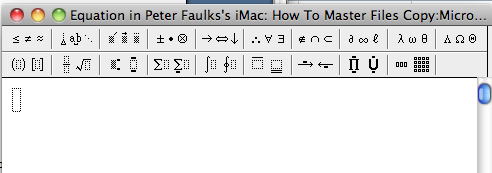 Equation in Peter Faulks's iMac: How To Master Files Copy:Micro...
≤ ≠ ≈ ± • ⊗ → ⇔ ↓ ∴ ∀ ∃ ∉ ∩ ⊂ ∂ ∞ ℓ λ ω θ Λ Ω Θ